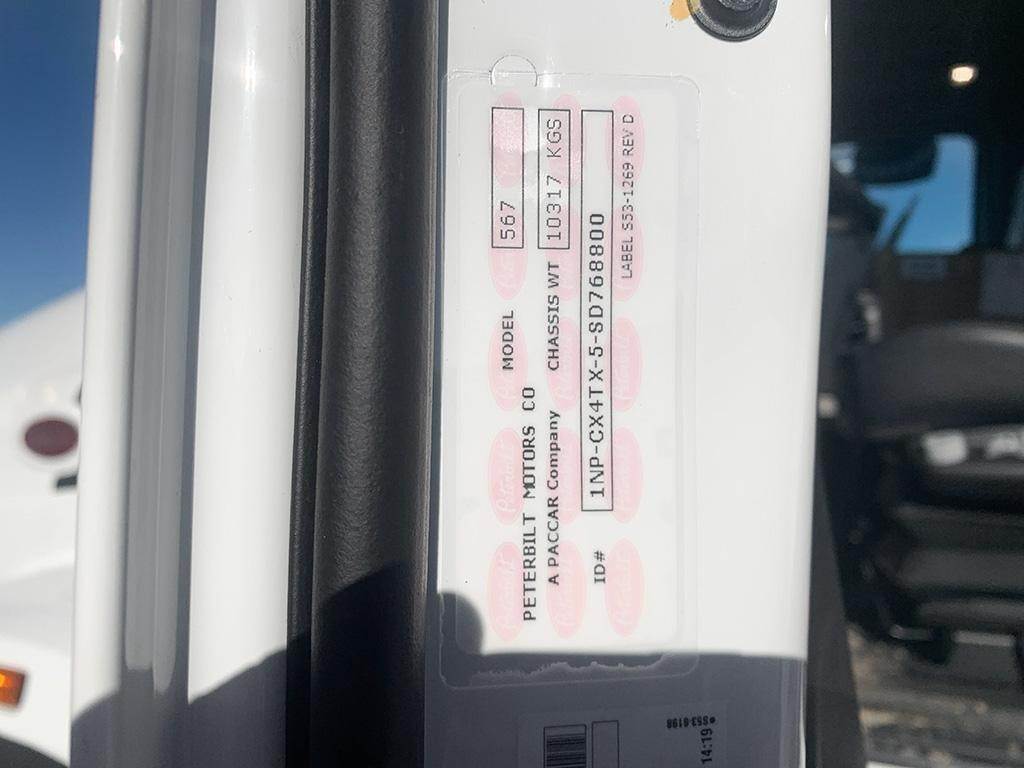 PETERBILT MOTORS CO
A PACCAR Company
MODEL 567
CHASSIS WT 10317 KGS
ID# 1NP-CX4TX-5-SD768800
LABEL S53-1269 REV D
S53-6198
14:19